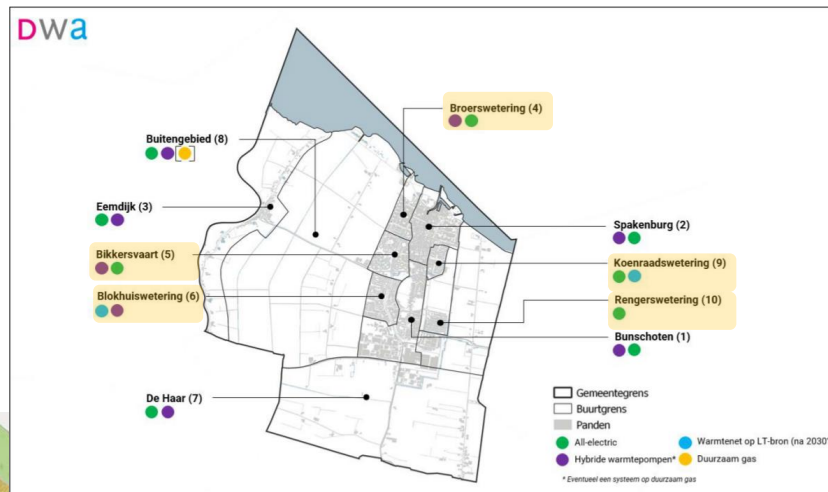 DWA
Broerswetering (4)
Buitengebied (8)
Eemdijk (3)
Spakenburg (2)
Bikkersvaart (5)
Koenraadswetering (9)
Blokhuiswetering (6)
Rengerswetering (10)
Bunschoten (1)
De Haar (7)
Gemeentegrens
Buurtgrens
Panden
All-electric
Warmtenet op LT-bron (na 2030
Hybride warmtepompen*
Duurzaam gas
* Eventueel een systeem op duurzaam gas